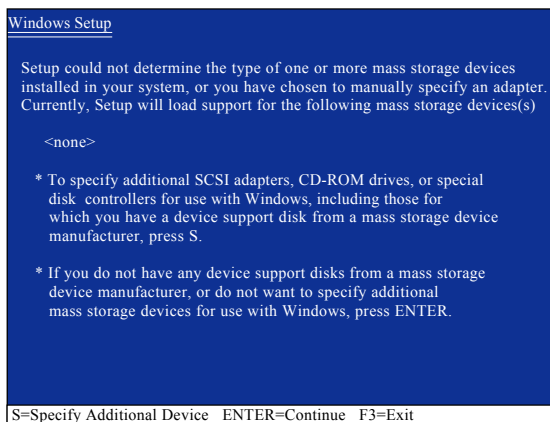 Windows Setup
Setup could not determine the type of one or more mass storage devices
installed in your system, or you have chosen to manually specify an adapter.
Currently, Setup will load support for the following mass storage devices(s)
<none>
* To specify additional SCSI adapters, CD-ROM drives, or special
disk controllers for use with Windows, including those for
which you have a device support disk from a mass storage device
manufacturer, press S.
* If you do not have any device support disks from a mass storage
device manufacturer, or do not want to specify additional
mass storage devices for use with Windows, press ENTER.
S=Specify Additional Device ENTER=Continue F3=Exit